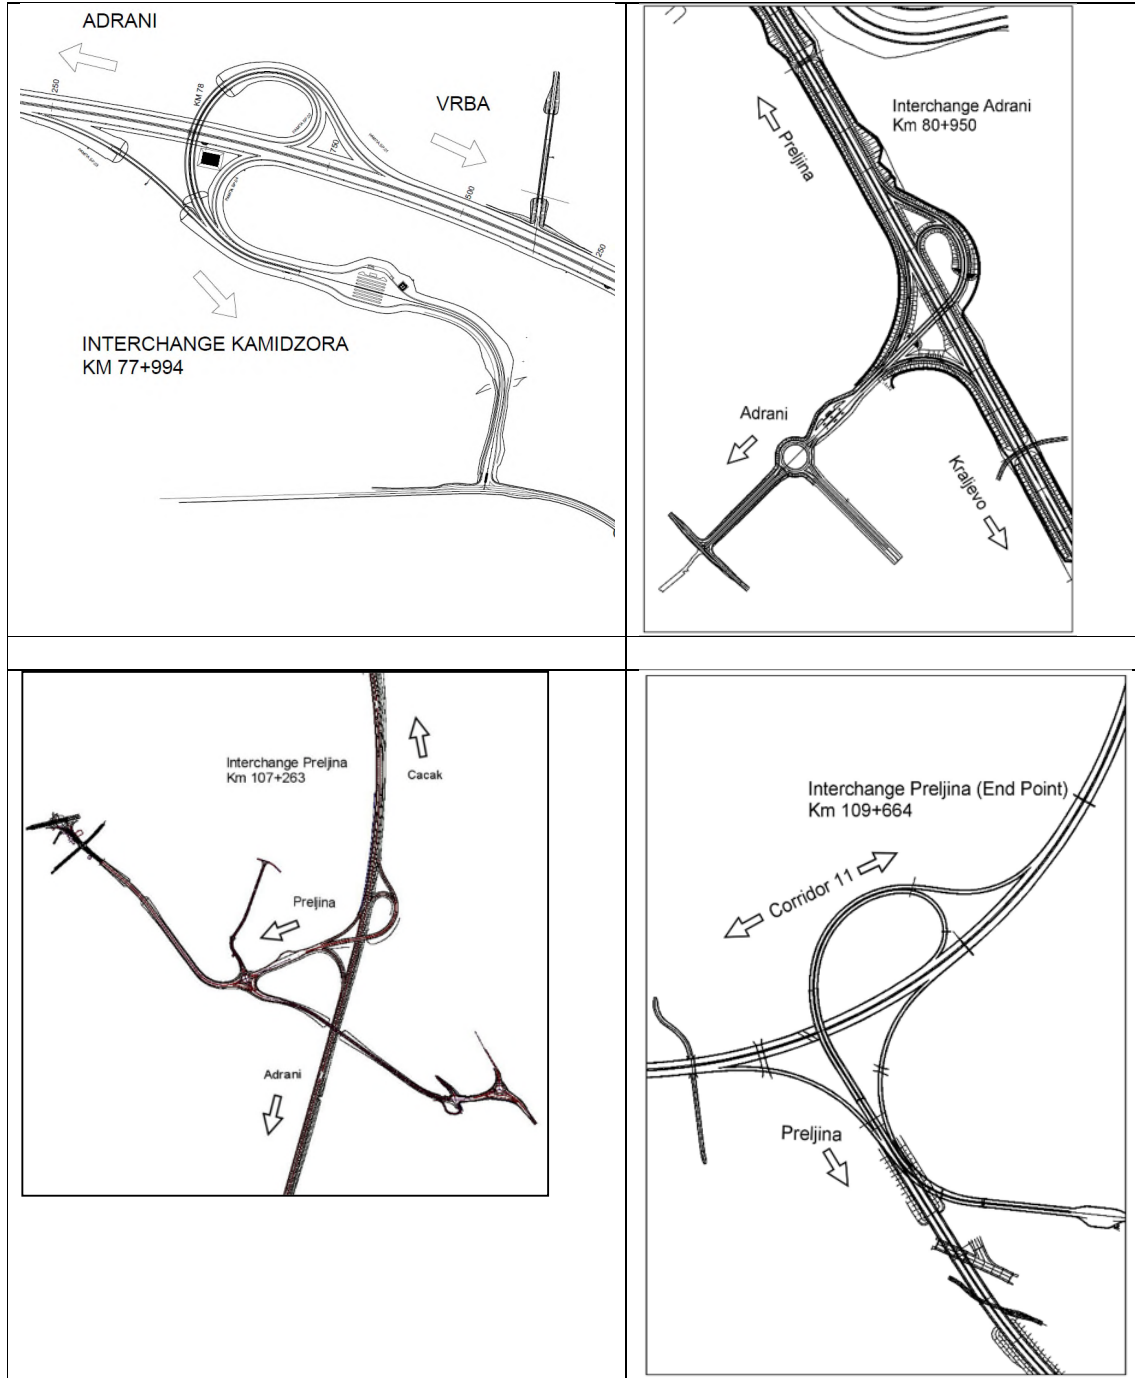 ADRANI
VRBA
250
KM 78
750
500
250
INTERCHANGE KAMIDZORA
KM 77+994
Interchange Adrani
Km 80+950
Preljina
Adrani
Kraljevo
Interchange Preljina
Km 107+263
Cacak
Preljina
Adrani
Interchange Preljina (End Point)
Km 109+664
Corridor 11
Preljina